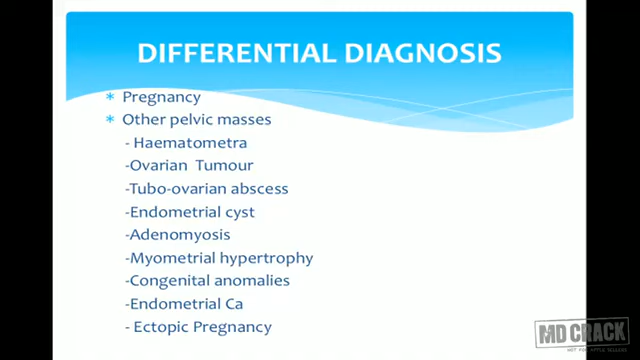 DIFFERENTIAL DIAGNOSIS
* Pregnancy
* Other pelvic masses
- Haematometra
-Ovarian Tumour
-Tubo-ovarian abscess
-Endometrial cyst
-Adenomyosis
-Myometrial hypertrophy
-Congenital anomalies
-Endometrial Ca
- Ectopic Pregnancy
MD CRACK